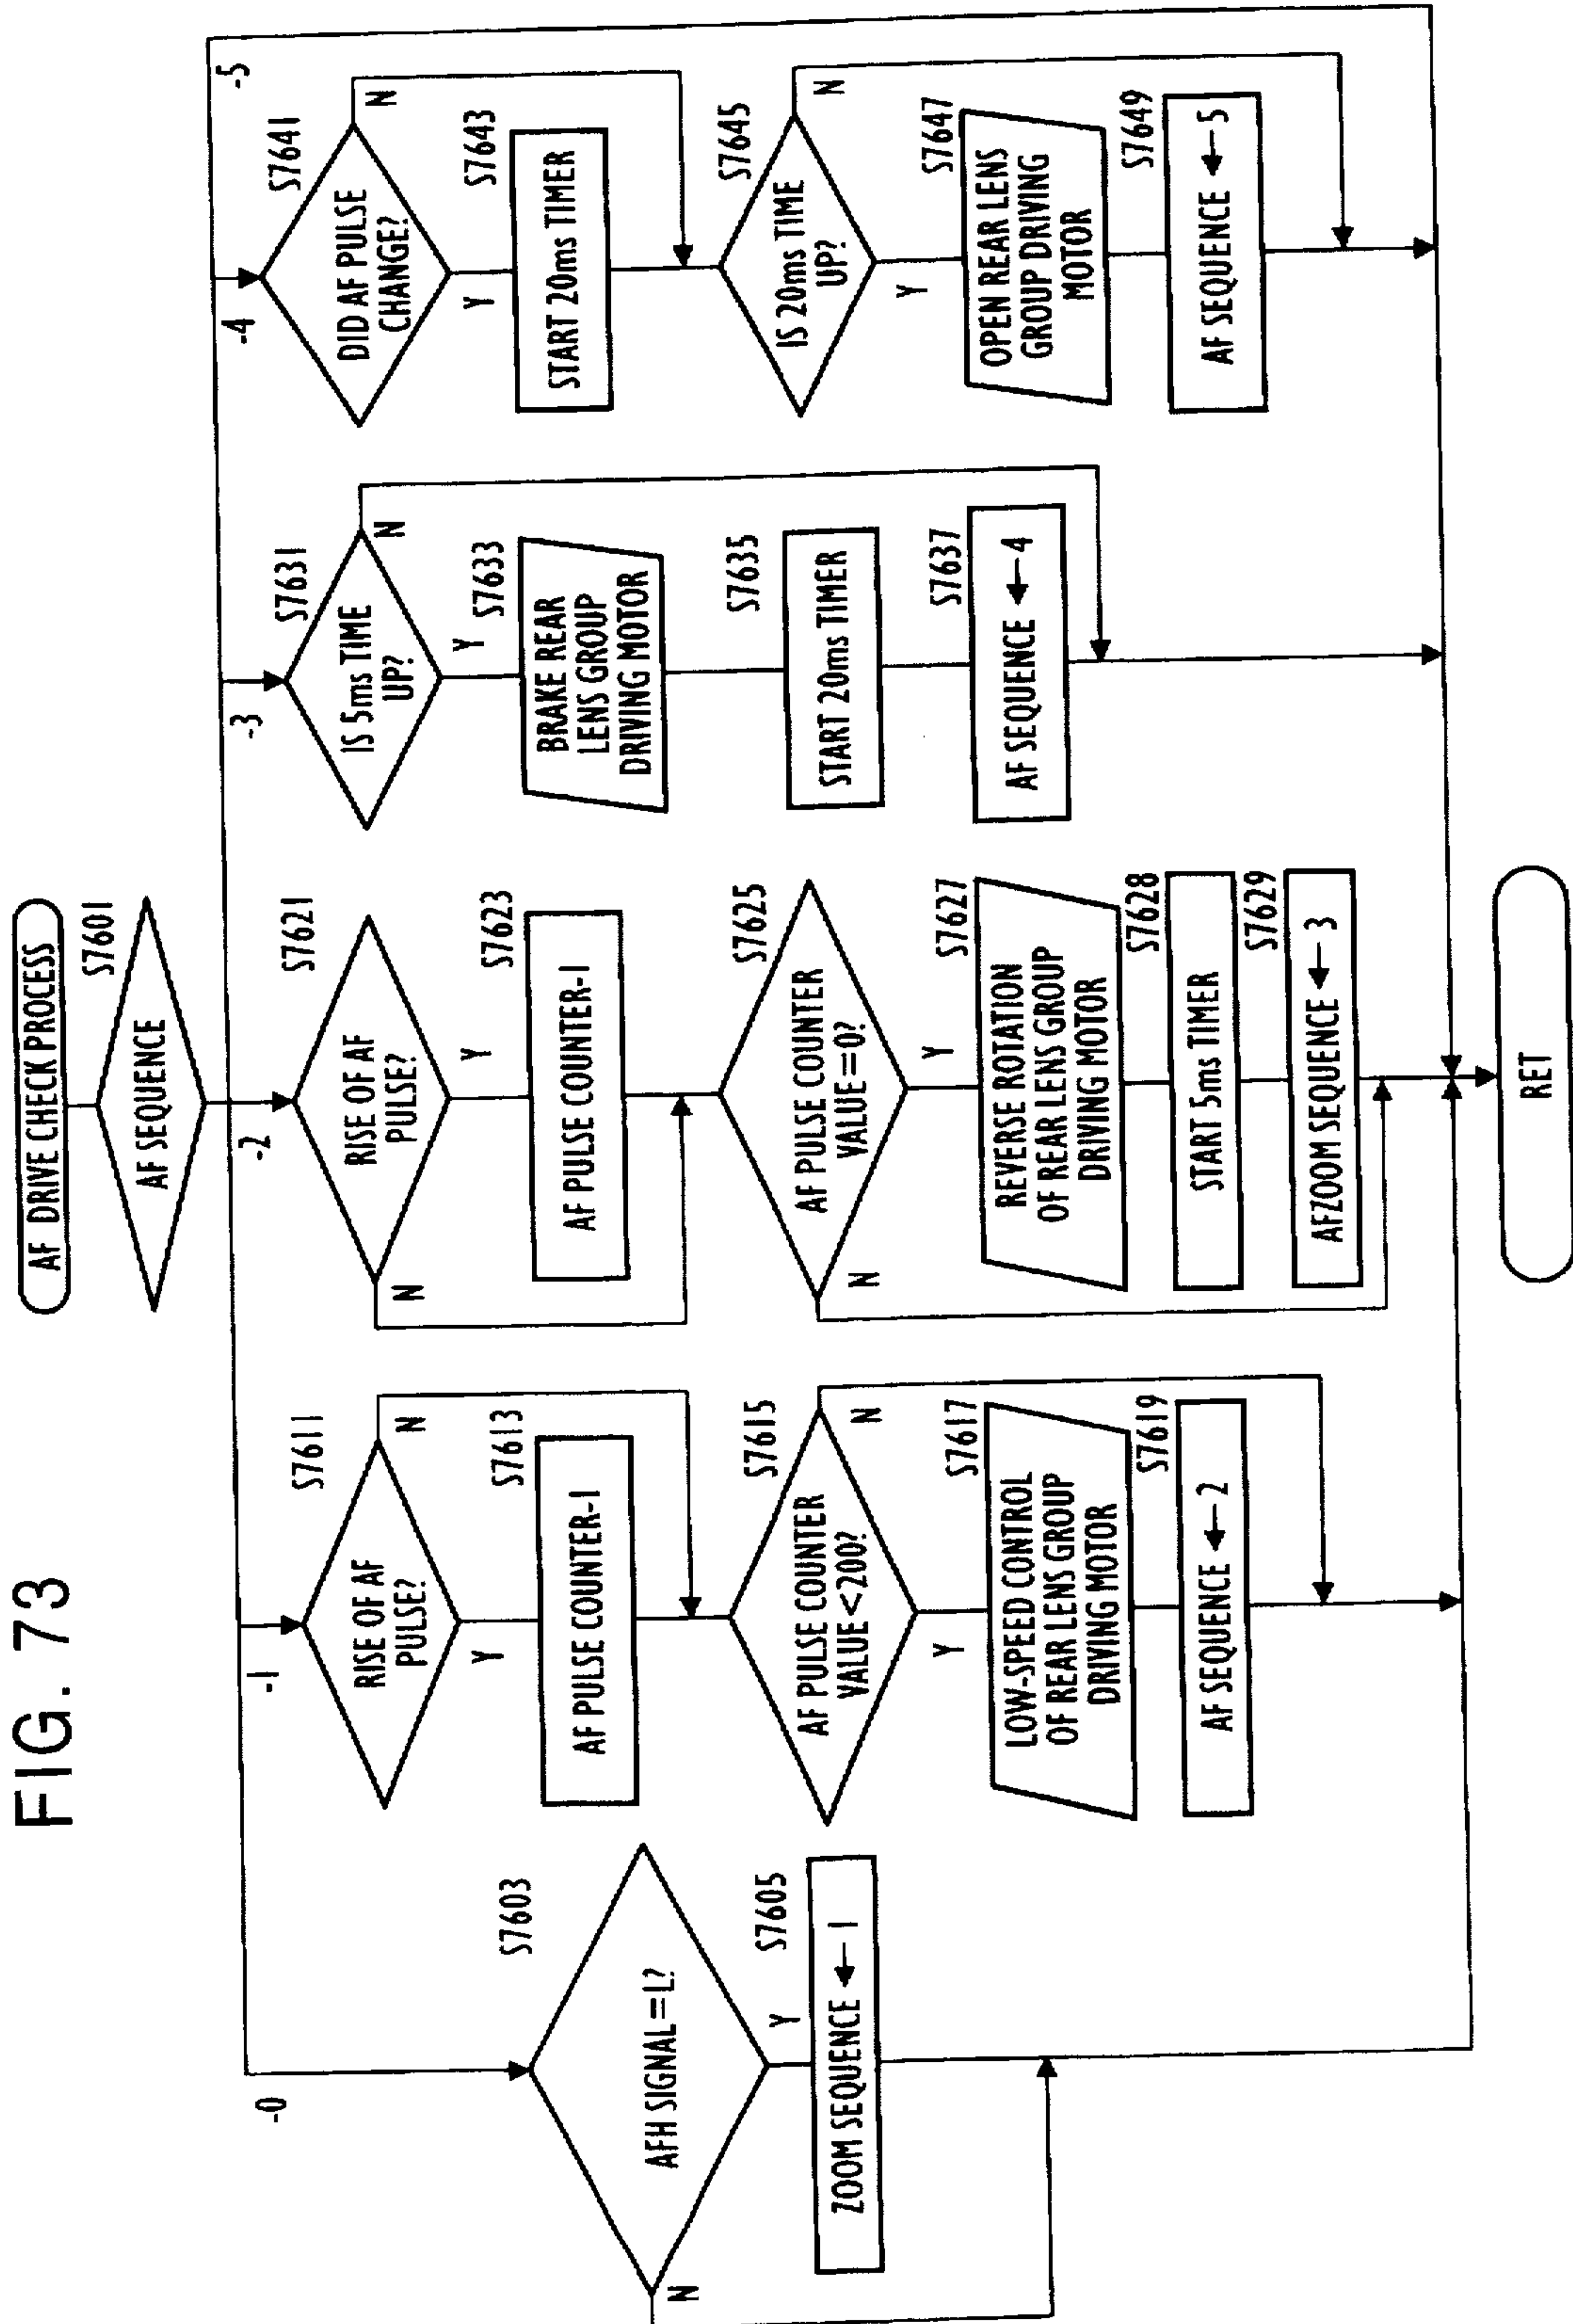 FIG. 73
AF DRIVE CHECK PROCESS
S7601
AF SEQUENCE
-0
S7603
AFH SIGNAL=L?
N
Y
S7605
ZOOM SEQUENCE ← 1
-1
S7611
RISE OF AF
PULSE?
N
Y
S7613
AF PULSE COUNTER-1
S7615
AF PULSE COUNTER
VALUE<200?
N
Y
S7617
LOW-SPEED CONTROL
OF REAR LENS GROUP
DRIVING MOTOR
S7619
AF SEQUENCE ← 2
-2
S7621
RISE OF AF
PULSE?
N
Y
S7623
AF PULSE COUNTER-1
S7625
AF PULSE COUNTER
VALUE=0?
N
Y
S7627
REVERSE ROTATION
OF REAR LENS GROUP
DRIVING MOTOR
S7628
START 5ms TIMER
S7629
AFZOOM SEQUENCE ← 3
-3
S7631
IS 5ms TIME
UP?
N
Y
S7633
BRAKE REAR
LENS GROUP
DRIVING MOTOR
S7635
START 20ms TIMER
S7637
AF SEQUENCE ← 4
-4
S7641
DID AF PULSE
CHANGE?
N
Y
S7643
START 20ms TIMER
S7645
IS 20ms TIME
UP?
N
Y
S7647
OPEN REAR LENS
GROUP DRIVING
MOTOR
S7649
AF SEQUENCE ← 5
-5
RET